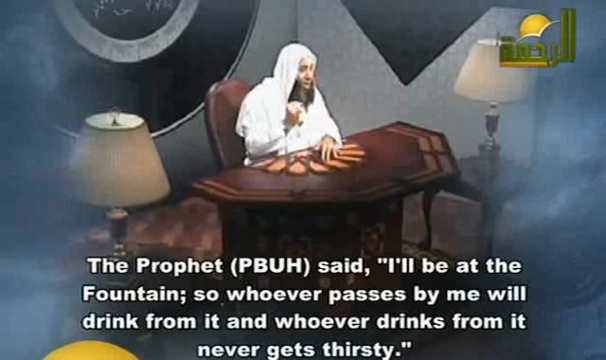 الرحمة
The Prophet (PBUH) said, "I'll be at the
Fountain; so whoever passes by me will
drink from it and whoever drinks from it
never gets thirsty."